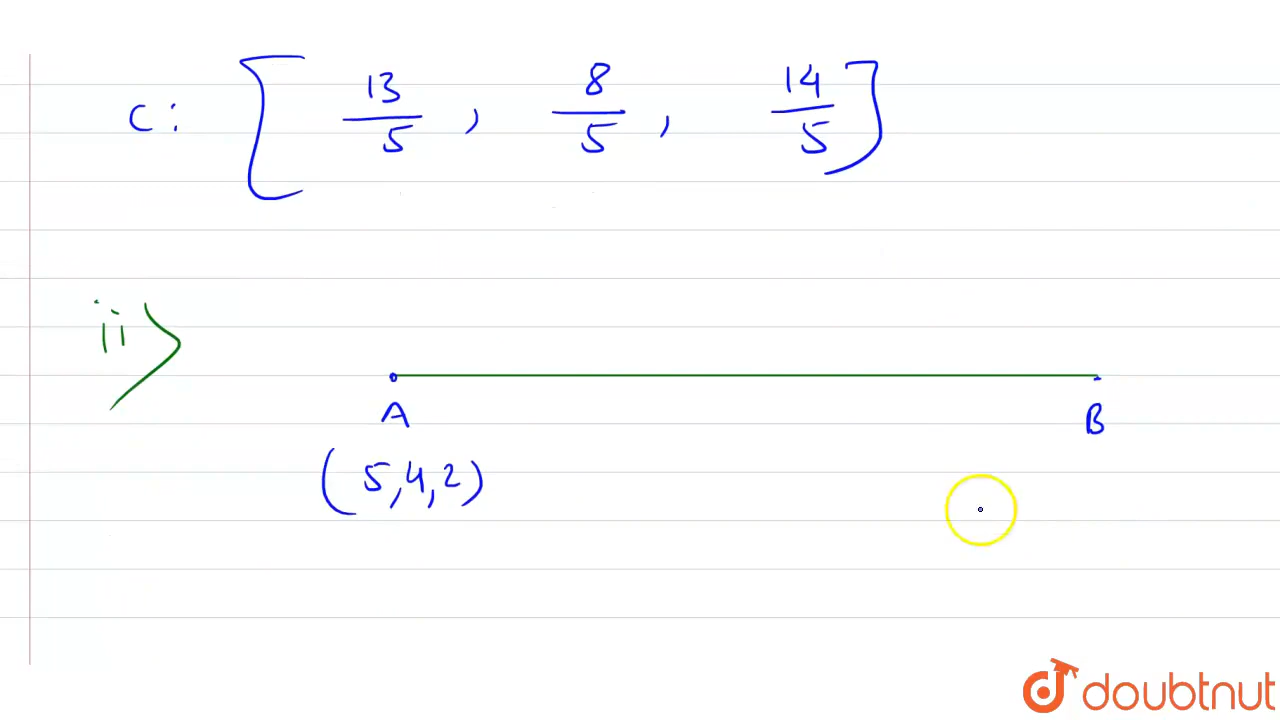 C: [ 13/5 , 8/5 , 14/5 ]
ii>
A B
(5,4,2)
doubtnut